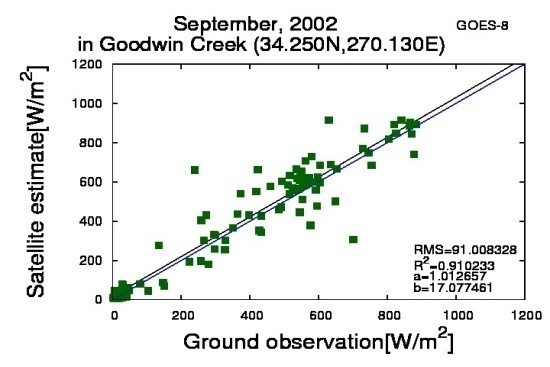 September, 2002
GOES-8
in Goodwin Creek (34.250N,270.130E)
Satellite estimate[W/m²]
1200
1000
800
600
400
200
0
RMS=91.008328
R²=0.910233
a=1.012657
b=17.077461
0 200 400 600 800 1000 1200
Ground observation[W/m²]